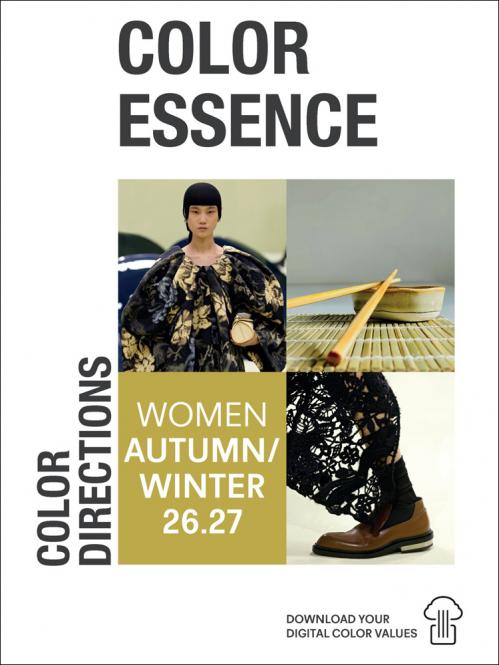 COLOR
ESSENCE
COLOR
DIRECTIONS
WOMEN
AUTUMN/
WINTER
26.27
DOWNLOAD YOUR
DIGITAL COLOR VALUES